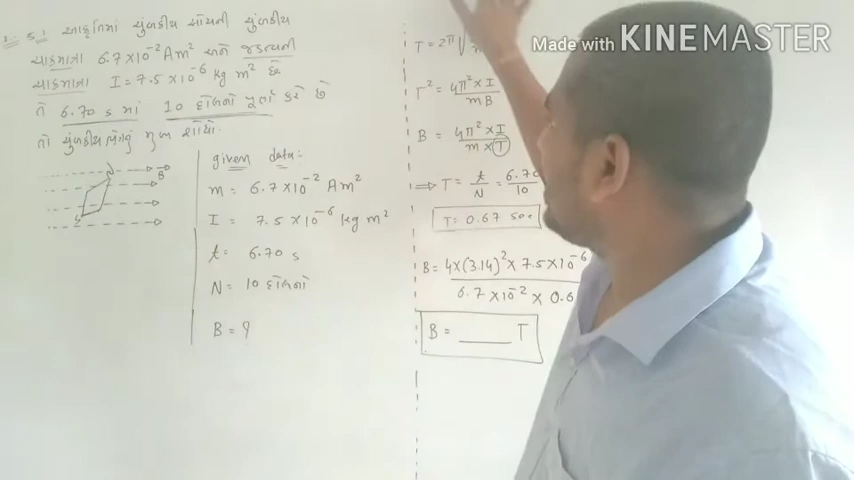 5.1 આકૃતિમાં ચુંબકીય સોયની ચુંબકીય
ચાકમાત્રા 6.7×10⁻² Am² અને જડત્વની
ચાકમાત્રા I = 7.5 ×10⁻⁶ kg m² છે
તે 6.70 s માં 10 દોલનો પૂર્ણ કરે છે
તો ચુંબકીય ક્ષેત્રનું મૂલ્ય શોધો.
N
B
S
given data:
m = 6.7×10⁻² Am²
I = 7.5×10⁻⁶ kg m²
t = 6.70 s
N = 10 દોલનો
B = ?
T = 2π√
T² = 4π² × I / mB
B = 4π² × I / m × T
⇒ T = t / N = 6.70 / 10
T = 0.67 sec
B = 4×(3.14)² × 7.5×10⁻⁶ / 6.7 ×10⁻² × 0.6
B = ____ T
Made with KINEMASTER